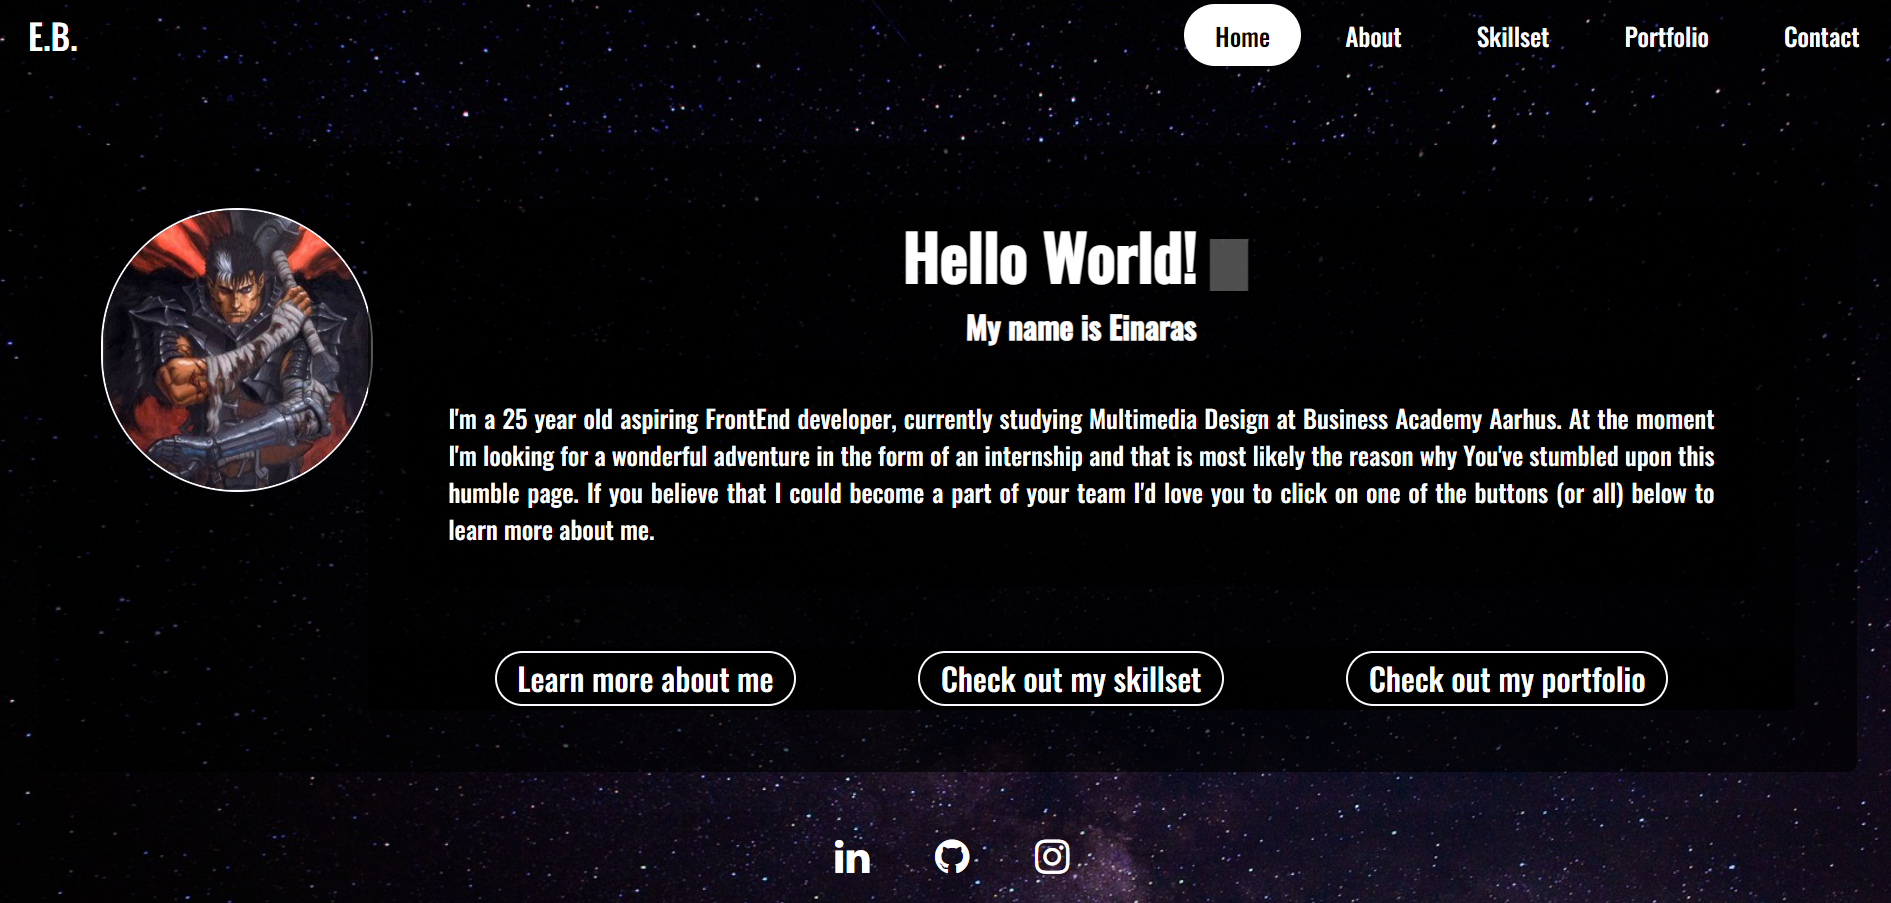 E.B.
Home
About
Skillset
Portfolio
Contact
Hello World!
My name is Einaras
I'm a 25 year old aspiring FrontEnd developer, currently studying Multimedia Design at Business Academy Aarhus. At the moment
I'm looking for a wonderful adventure in the form of an internship and that is most likely the reason why You've stumbled upon this
humble page. If you believe that I could become a part of your team I'd love you to click on one of the buttons (or all) below to
learn more about me.
Learn more about me
Check out my skillset
Check out my portfolio
in